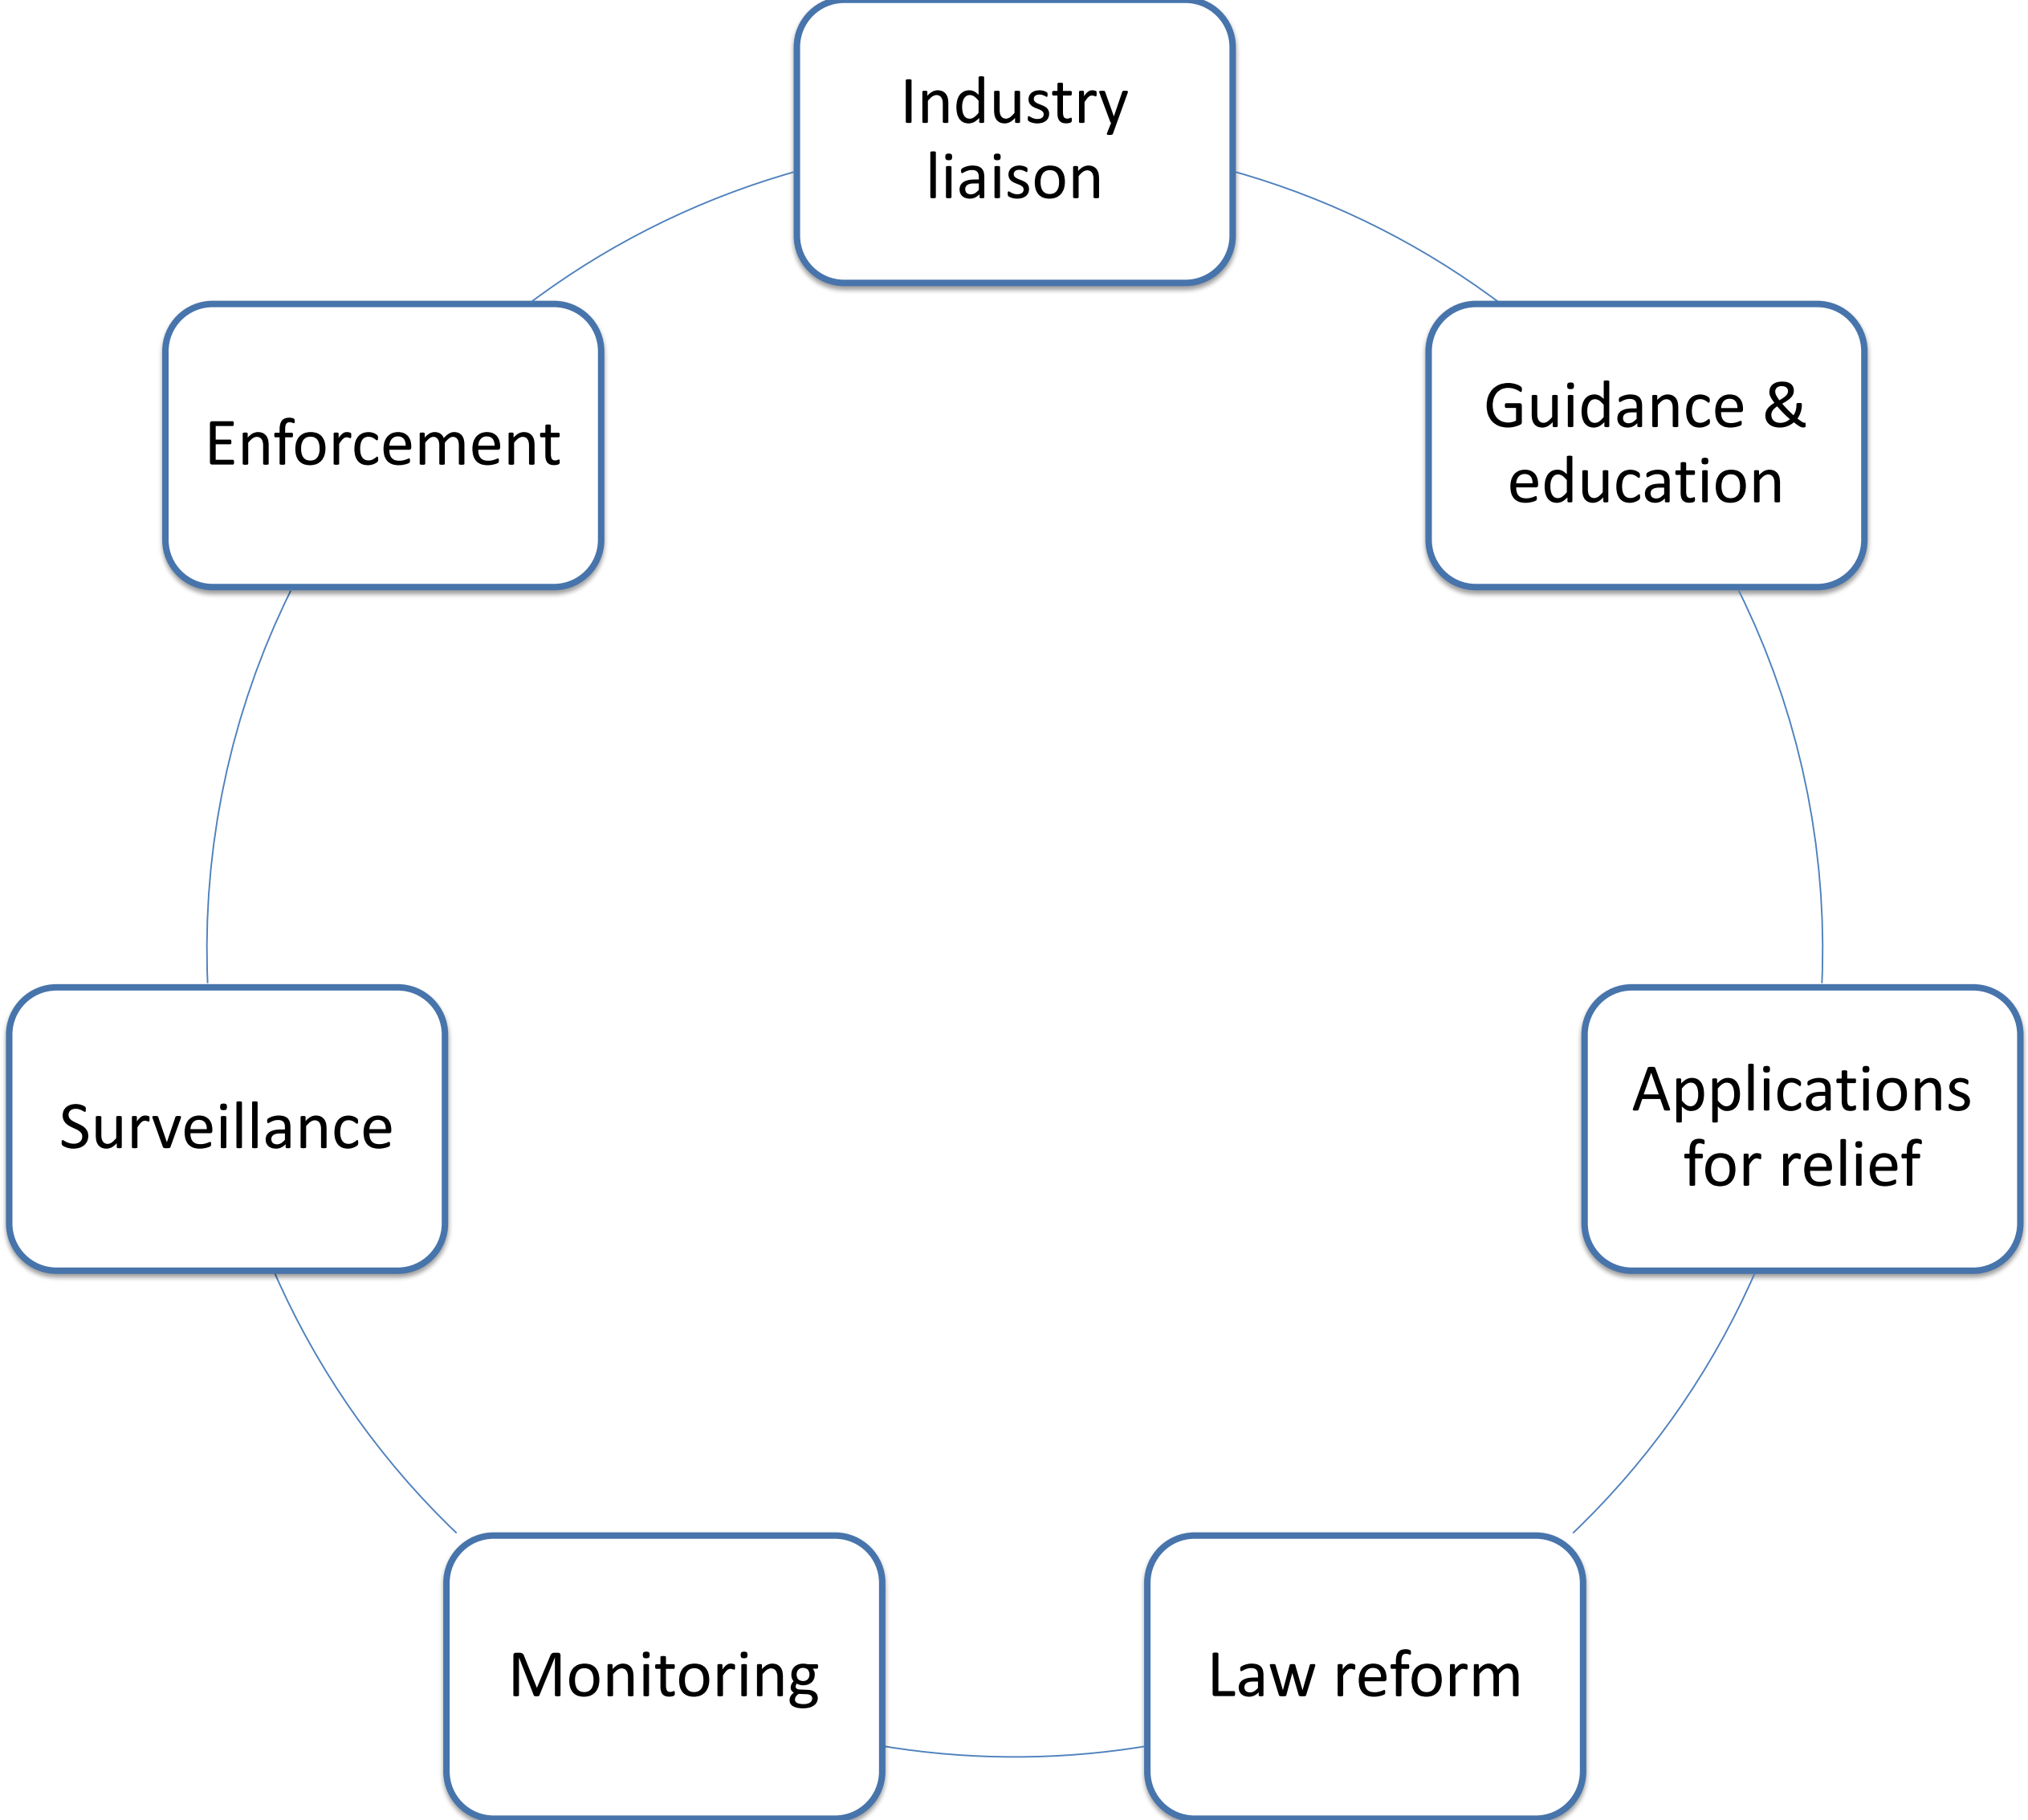 Industry
liaison
Guidance &
education
Applications
for relief
Law reform
Monitoring
Surveillance
Enforcement